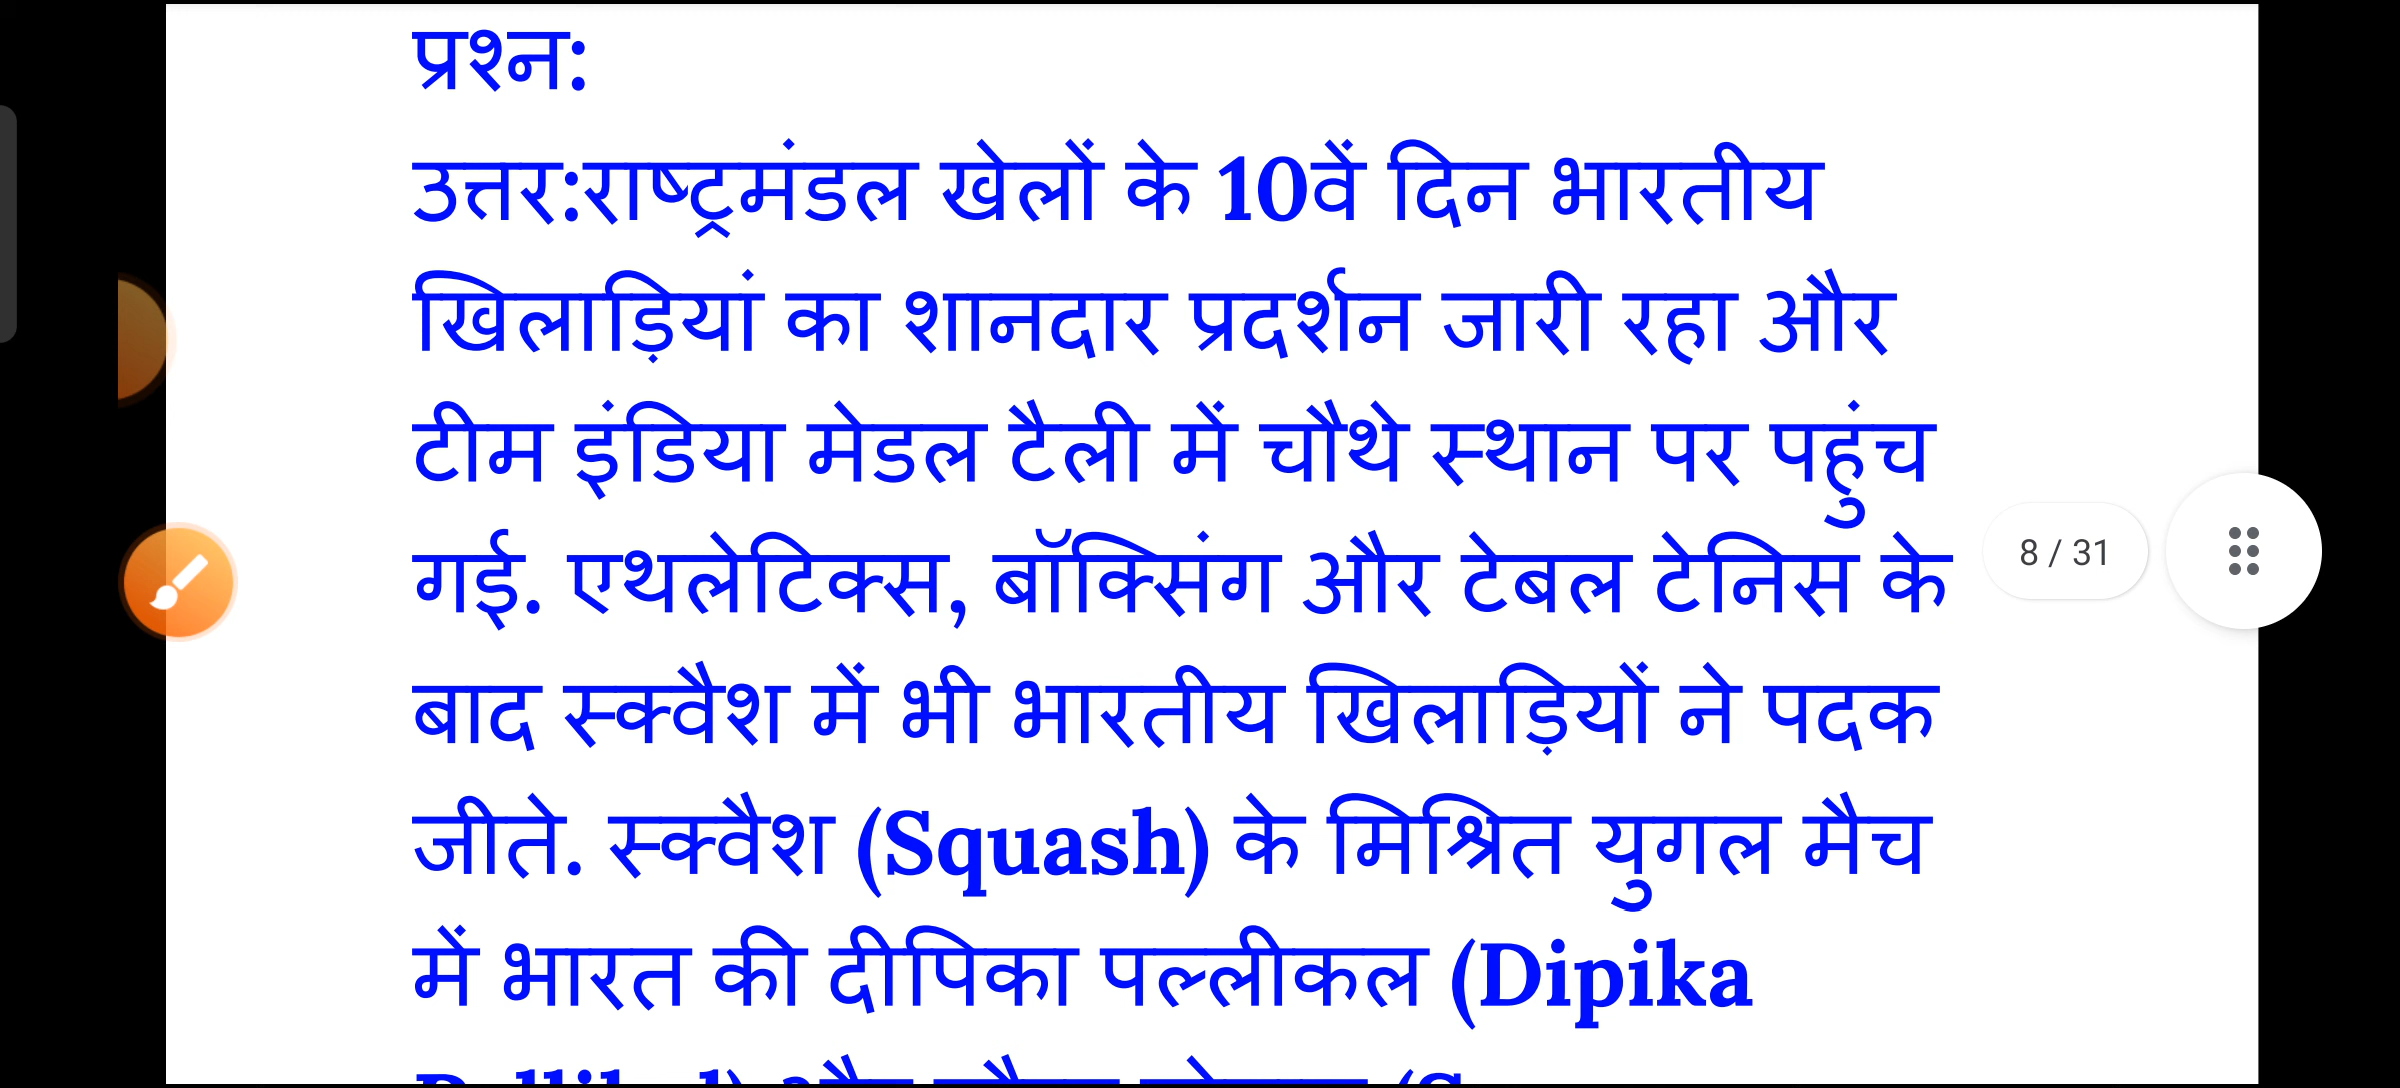 प्रश्न:
उत्तर:राष्ट्रमंडल खेलों के 10वें दिन भारतीय
खिलाड़ियां का शानदार प्रदर्शन जारी रहा और
टीम इंडिया मेडल टैली में चौथे स्थान पर पहुंच
गई. एथलेटिक्स, बॉक्सिंग और टेबल टेनिस के
8 / 31
बाद स्क्वैश में भी भारतीय खिलाड़ियों ने पदक
जीते. स्क्वैश (Squash) के मिश्रित युगल मैच
में भारत की दीपिका पल्लीकल (Dipika